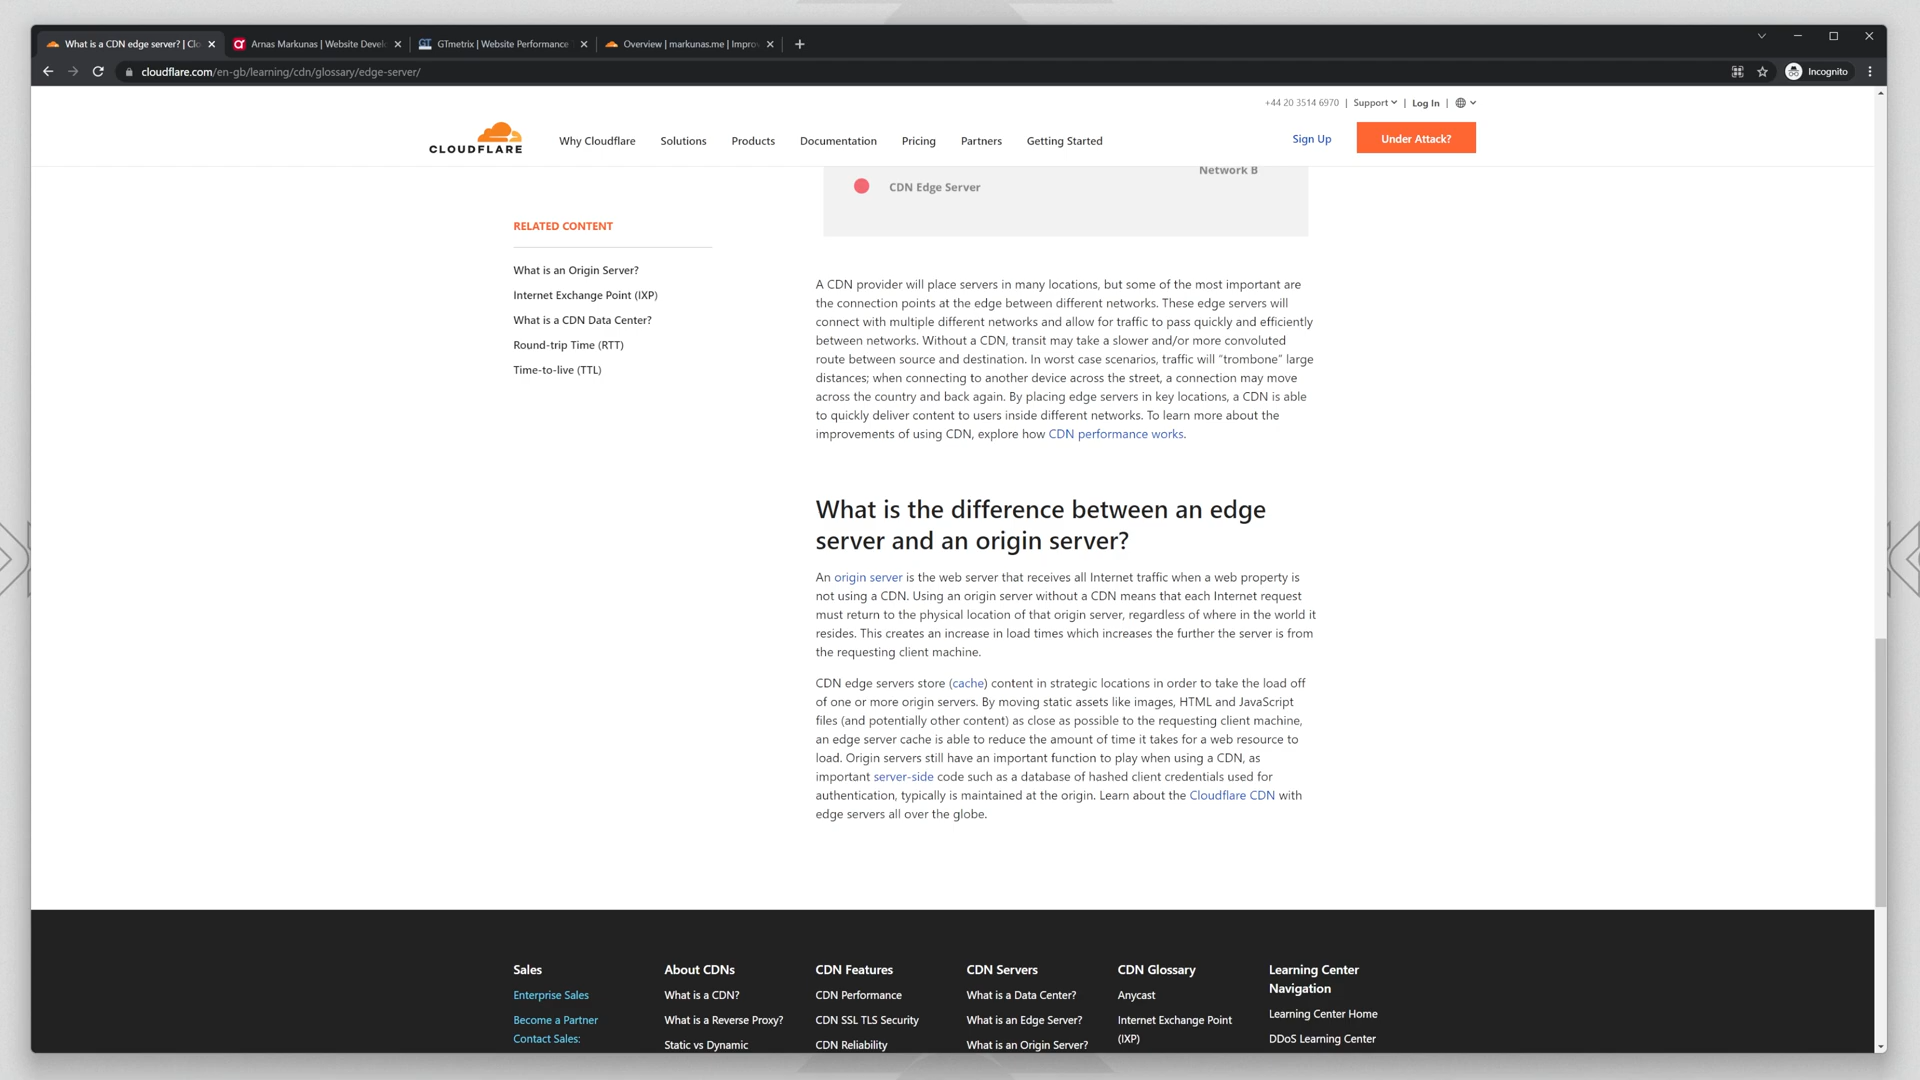 What is a CDN edge server? | Clo
Arnas Markunas | Website Devel
GTmetrix | Website Performance T
Overview | markunas.me | Impro
cloudflare.com/en-gb/learning/cdn/glossary/edge-server/
Incognito
+44 20 3514 6970 | Support | Log In |
CLOUDFLARE
Why Cloudflare
Solutions
Products
Documentation
Pricing
Partners
Getting Started
Sign Up
Under Attack?
Network B
CDN Edge Server
RELATED CONTENT
What is an Origin Server?
Internet Exchange Point (IXP)
What is a CDN Data Center?
Round-trip Time (RTT)
Time-to-live (TTL)
A CDN provider will place servers in many locations, but some of the most important are
the connection points at the edge between different networks. These edge servers will
connect with multiple different networks and allow for traffic to pass quickly and efficiently
between networks. Without a CDN, transit may take a slower and/or more convoluted
route between source and destination. In worst case scenarios, traffic will “trombone” large
distances; when connecting to another device across the street, a connection may move
across the country and back again. By placing edge servers in key locations, a CDN is able
to quickly deliver content to users inside different networks. To learn more about the
improvements of using CDN, explore how CDN performance works.
What is the difference between an edge
server and an origin server?
An origin server is the web server that receives all Internet traffic when a web property is
not using a CDN. Using an origin server without a CDN means that each Internet request
must return to the physical location of that origin server, regardless of where in the world it
resides. This creates an increase in load times which increases the further the server is from
the requesting client machine.
CDN edge servers store (cache) content in strategic locations in order to take the load off
of one or more origin servers. By moving static assets like images, HTML and JavaScript
files (and potentially other content) as close as possible to the requesting client machine,
an edge server cache is able to reduce the amount of time it takes for a web resource to
load. Origin servers still have an important function to play when using a CDN, as
important server-side code such as a database of hashed client credentials used for
authentication, typically is maintained at the origin. Learn about the Cloudflare CDN with
edge servers all over the globe.
Sales
Enterprise Sales
Become a Partner
Contact Sales:
About CDNs
What is a CDN?
What is a Reverse Proxy?
Static vs Dynamic
CDN Features
CDN Performance
CDN SSL TLS Security
CDN Reliability
CDN Servers
What is a Data Center?
What is an Edge Server?
What is an Origin Server?
CDN Glossary
Anycast
Internet Exchange Point
(IXP)
Learning Center
Navigation
Learning Center Home
DDoS Learning Center